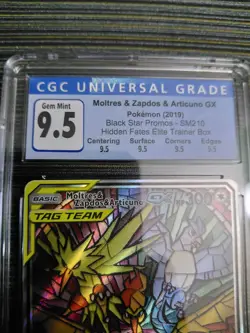 CGC UNIVERSAL GRADE
Gem Mint
9.5
Moltres & Zapdos & Articuno GX
Pokémon (2019)
Black Star Promos - SM210
Hidden Fates Elite Trainer Box
Centering Surface Corners Edges
9.5 9.5 9.5 9.5
BASIC Moltres&
Zapdos&Articuno
TAG TEAM